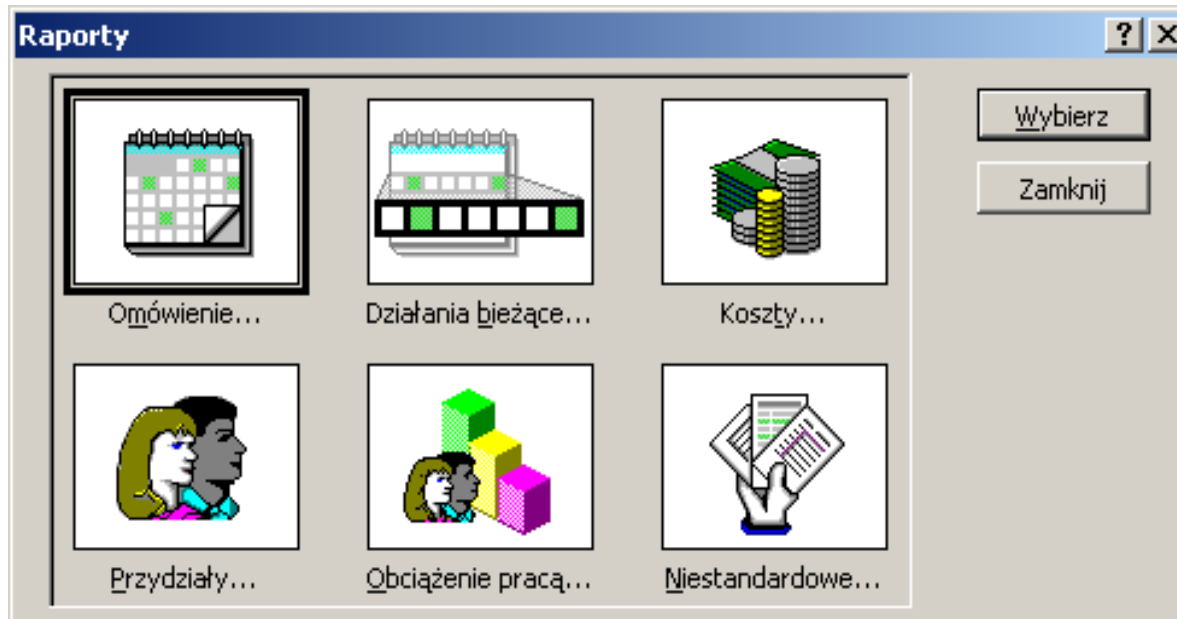 Raporty
Wybierz
Zamknij
Omówienie...
Działania bieżące...
Koszty...
Przydziały...
Obciążenie pracą...
Niestandardowe...